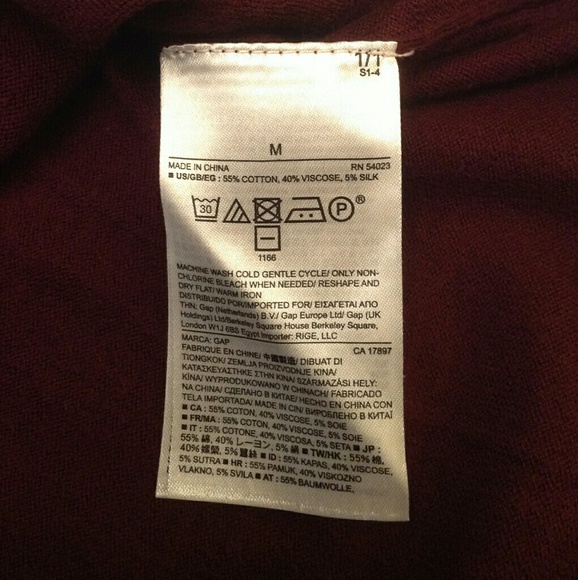 1/1
S1-4
M
MADE IN CHINA RN 54023
■ US/GB/EG : 55% COTTON, 40% VISCOSE, 5% SILK
30 P®
1166
MACHINE WASH COLD GENTLE CYCLE/ ONLY NON-
CHLORINE BLEACH WHEN NEEDED/ RESHAPE AND
DRY FLAT/ WARM IRON
DISTRIBUIDO POR/IMPORTED FOR/ ΕΙΣΑΓΕΤΑΙ ΑΠΟ
ΤΗΝ: Gap (Netherlands) B.V./ Gap Europe Ltd/ Gap (UK
Holdings) Ltd/Berkeley Square House Berkeley Square,
London W1J 6BS Egypt Importer: RIGE, LLC
MARCA: GAP CA 17897
FABRIQUE EN CHINE/ 中國製造/ DIBUAT DI
TIONGKOK/ ZEMLJA PROIZVODNJE KINA/
ΚΑΤΑΣΚΕΥΑΣΤΗΚΕ ΣΤΗΝ ΚΙΝΑ/ SZÁRMAZÁSI HELY:
KÍNA/ WYPRODUKOWANO W CHINACH/ FABRICADO
NA CHINA/ СДЕЛАНО В КИТАЕ/ HECHO EN CHINA CON
TELA IMPORTADA/ MADE IN CIN/ ВИРОБЛЕНО В КИТАЇ
■ CA : 55% COTON, 40% VISCOSE, 5% SOIE
■ FR/MA : 55% COTON, 40% VISCOSE, 5% SOIE
■ IT : 55% COTONE, 40% VISCOSA, 5% SETA ■ JP :
55% 綿, 40% レーヨン, 5% 絹 ■ TW/HK : 55% 棉,
40% 嫘縈, 5% 蠶絲 ■ ID : 55% KAPAS, 40% VISCOSE,
5% SUTRA ■ HR : 55% PAMUK, 40% VISKOZNO
VLAKNO, 5% SVILA ■ AT : 55% BAUMWOLLE,